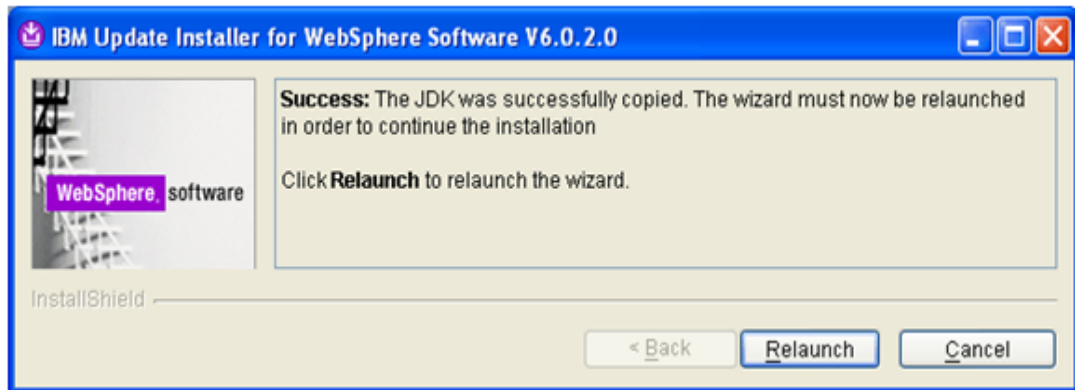 IBM Update Installer for WebSphere Software V6.0.2.0
Success: The JDK was successfully copied. The wizard must now be relaunched
in order to continue the installation
Click Relaunch to relaunch the wizard.
WebSphere. software
InstallShield
< Back
Relaunch
Cancel